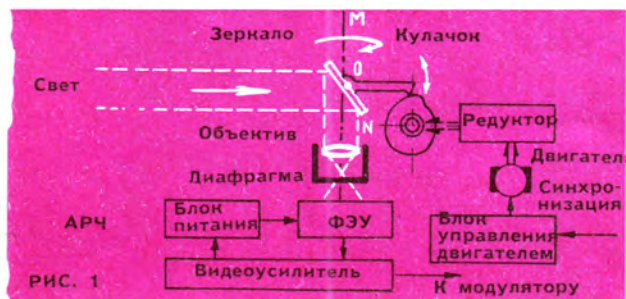 M
Зеркало
Кулачок
O
Свет
N
Редуктор
Объектив
Двигатель
Диафрагма
Синхро-
низация
Блок
питания
АРЧ
ФЭУ
Блок
управления
двигателем
Видеоусилитель
РИС. 1
К модулятору